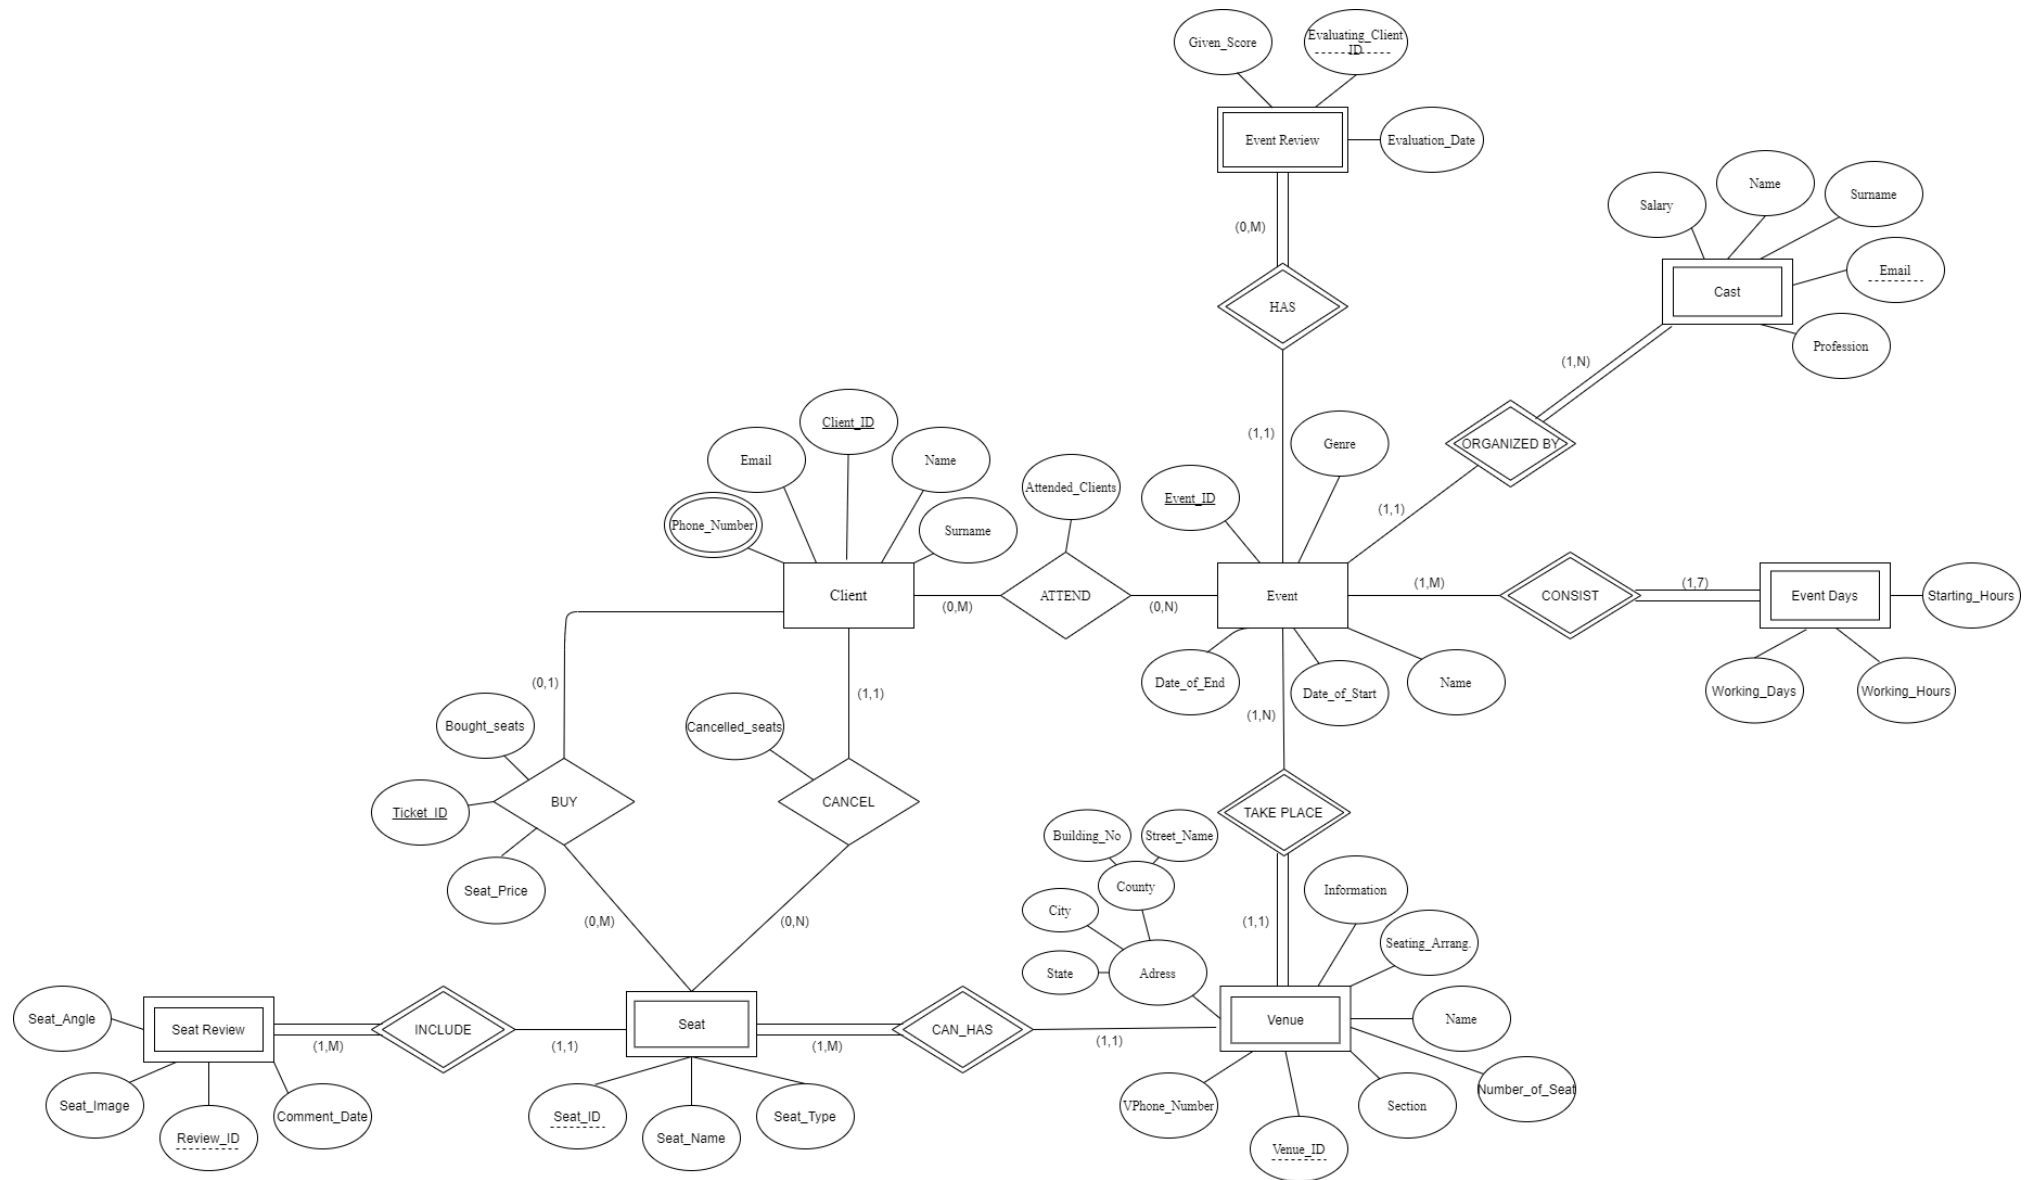 Given_Score
Evaluating_Client
ID
Event Review
Evaluation_Date
(0,M)
HAS
(1,1)
Salary
Name
Surname
Email
Cast
Profession
(1,N)
ORGANIZED BY
(1,1)
Client_ID
Email
Name
Phone_Number
Surname
Client
Attended_Clients
(0,M)
ATTEND
(0,N)
Event_ID
Genre
Event
(1,M)
CONSIST
(1,7)
Event Days
Starting_Hours
Working_Days
Working_Hours
Date_of_End
Date_of_Start
Name
(0,1)
(1,1)
(1,N)
Bought_seats
Cancelled_seats
Ticket_ID
BUY
CANCEL
Seat_Price
(0,M)
(0,N)
TAKE PLACE
Building_No
Street_Name
County
City
State
Adress
(1,1)
Information
Seating_Arrang.
Name
Number_of_Seat
Section
Venue
VPhone_Number
Venue_ID
Seat_Angle
Seat Review
INCLUDE
Seat
CAN_HAS
(1,M)
(1,1)
(1,M)
(1,1)
Seat_Image
Review_ID
Comment_Date
Seat_ID
Seat_Name
Seat_Type